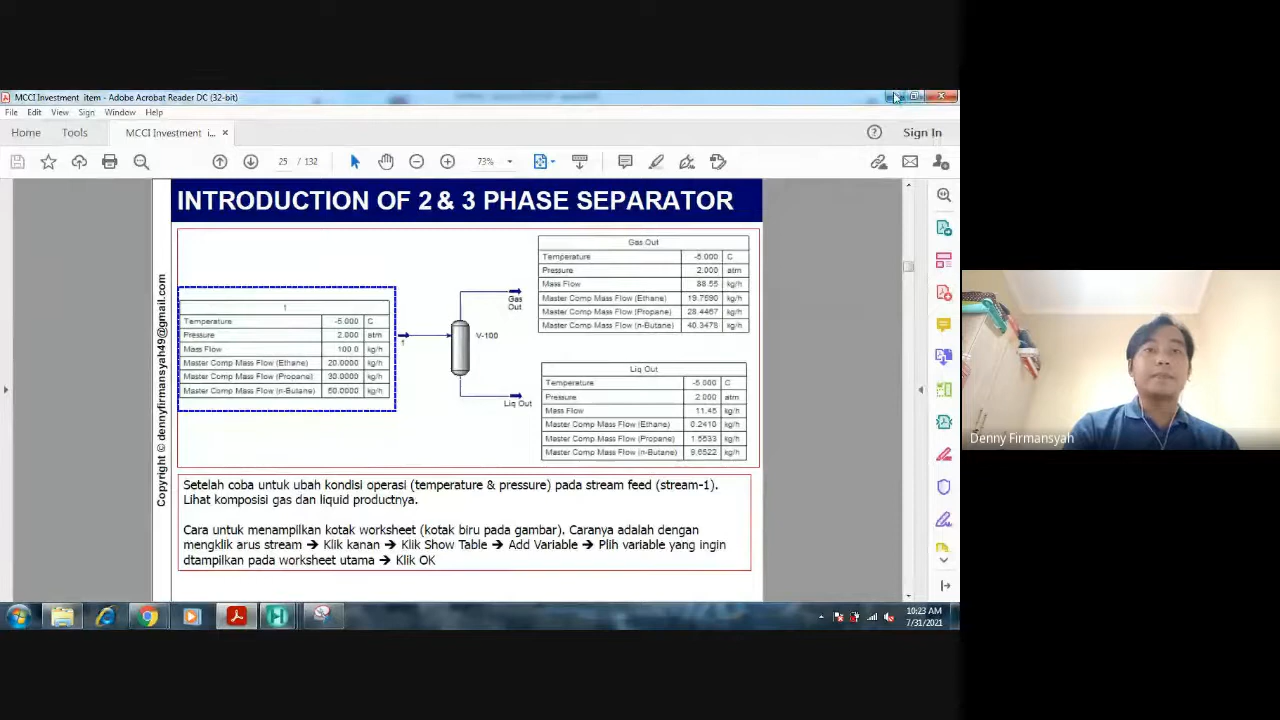 MCCI Investment item - Adobe Acrobat Reader DC (32-bit)
File Edit View Sign Window Help
Home Tools MCCI Investment i... × Sign In
25 / 132 73%
INTRODUCTION OF 2 & 3 PHASE SEPARATOR
Copyright © dennyfirmansyah49@gmail.com
Gas Out
Temperature -5.000 C
Pressure 2.000 atm
Mass Flow 88.55 kg/h
Master Comp Mass Flow (Ethane) 19.7590 kg/h
Master Comp Mass Flow (Propane) 28.4467 kg/h
Master Comp Mass Flow (n-Butane) 40.3478 kg/h
1
Temperature -5.000 C
Pressure 2.000 atm
Mass Flow 100.0 kg/h
Master Comp Mass Flow (Ethane) 20.0000 kg/h
Master Comp Mass Flow (Propane) 30.0000 kg/h
Master Comp Mass Flow (n-Butane) 50.0000 kg/h
1
Gas
Out
V-100
Liq Out
Liq Out
Temperature -5.000 C
Pressure 2.000 atm
Mass Flow 11.45 kg/h
Master Comp Mass Flow (Ethane) 0.2410 kg/h
Master Comp Mass Flow (Propane) 1.5533 kg/h
Master Comp Mass Flow (n-Butane) 9.6522 kg/h
Setelah coba untuk ubah kondisi operasi (temperature & pressure) pada stream feed (stream-1).
Lihat komposisi gas dan liquid productnya.
Cara untuk menampilkan kotak worksheet (kotak biru pada gambar). Caranya adalah dengan
mengklik arus stream → Klik kanan → Klik Show Table → Add Variable → Plih variable yang ingin
dtampilkan pada worksheet utama → Klik OK
Denny Firmansyah
10:23 AM
7/31/2021